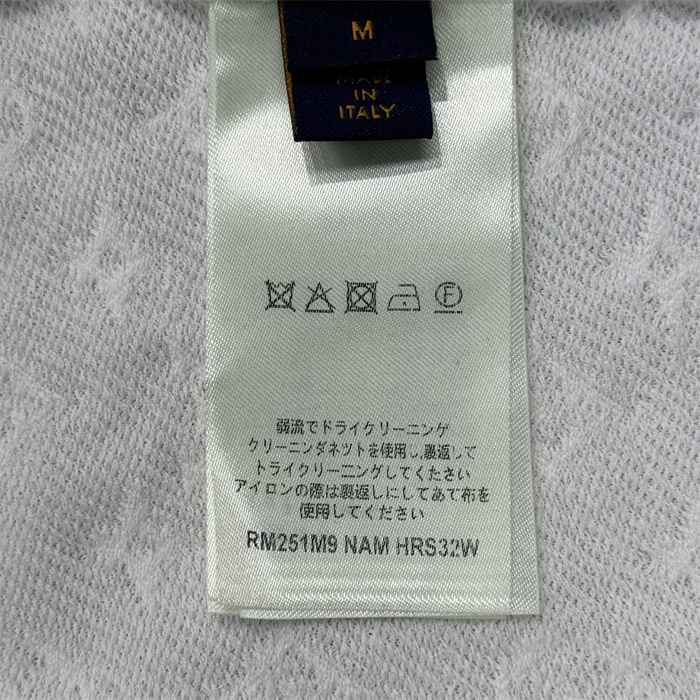 M
MADE
IN
ITALY
F
弱流でドライクリーニンゲ
クリーニンダネツトを使用し,裏返して
トライクリーニングしてくたさい
アイロンの際は裏返しにしてあて布を
使用してください
RM251M9 NAM HRS32W